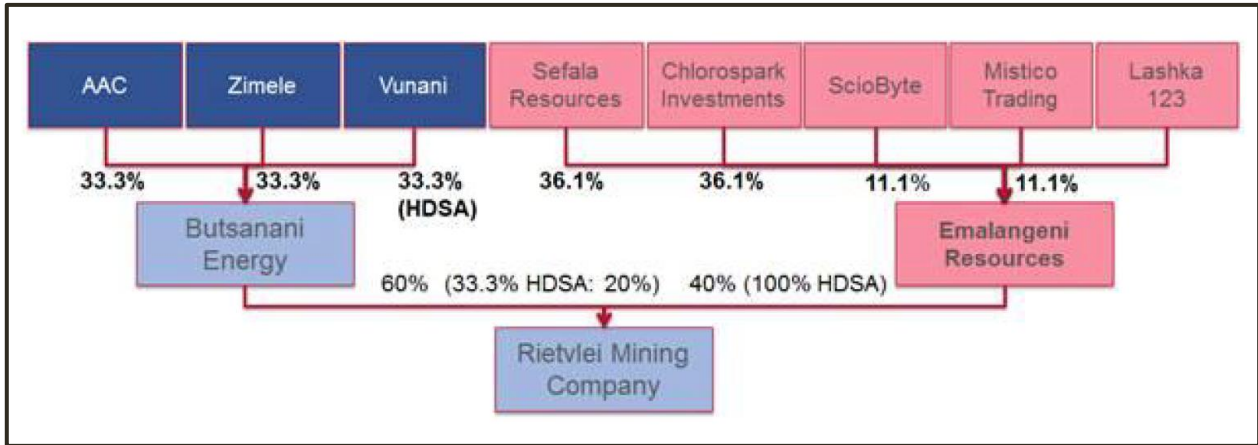 AAC
Zimele
Vunani
Sefala
Resources
Chlorospark
Investments
ScioByte
Mistico
Trading
Lashka
123
33.3%
33.3%
33.3%
(HDSA)
36.1%
36.1%
11.1%
11.1%
Butsanani
Energy
Emalangeni
Resources
60% (33.3% HDSA: 20%) 40% (100% HDSA)
Rietvlei Mining
Company